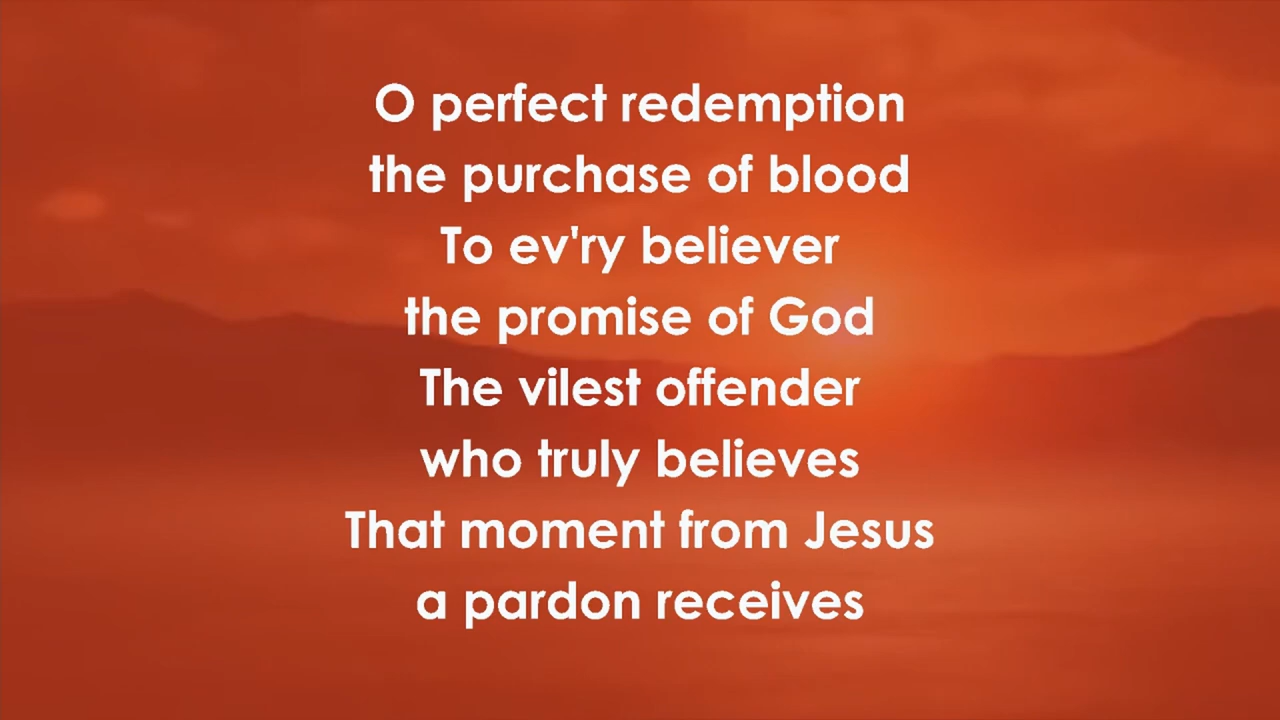 O perfect redemption
the purchase of blood
To ev'ry believer
the promise of God
The vilest offender
who truly believes
That moment from Jesus
a pardon receives